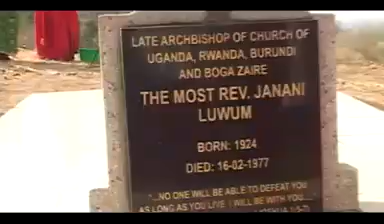 LATE ARCHBISHOP OF CHURCH OF
UGANDA, RWANDA, BURUNDI
AND BOGA ZAIRE
THE MOST REV. JANANI
LUWUM
BORN: 1924
DIED: 16-02-1977
"...NO ONE WILL BE ABLE TO DEFEAT YOU
AS LONG AS YOU LIVE. I WILL BE WITH YOU....